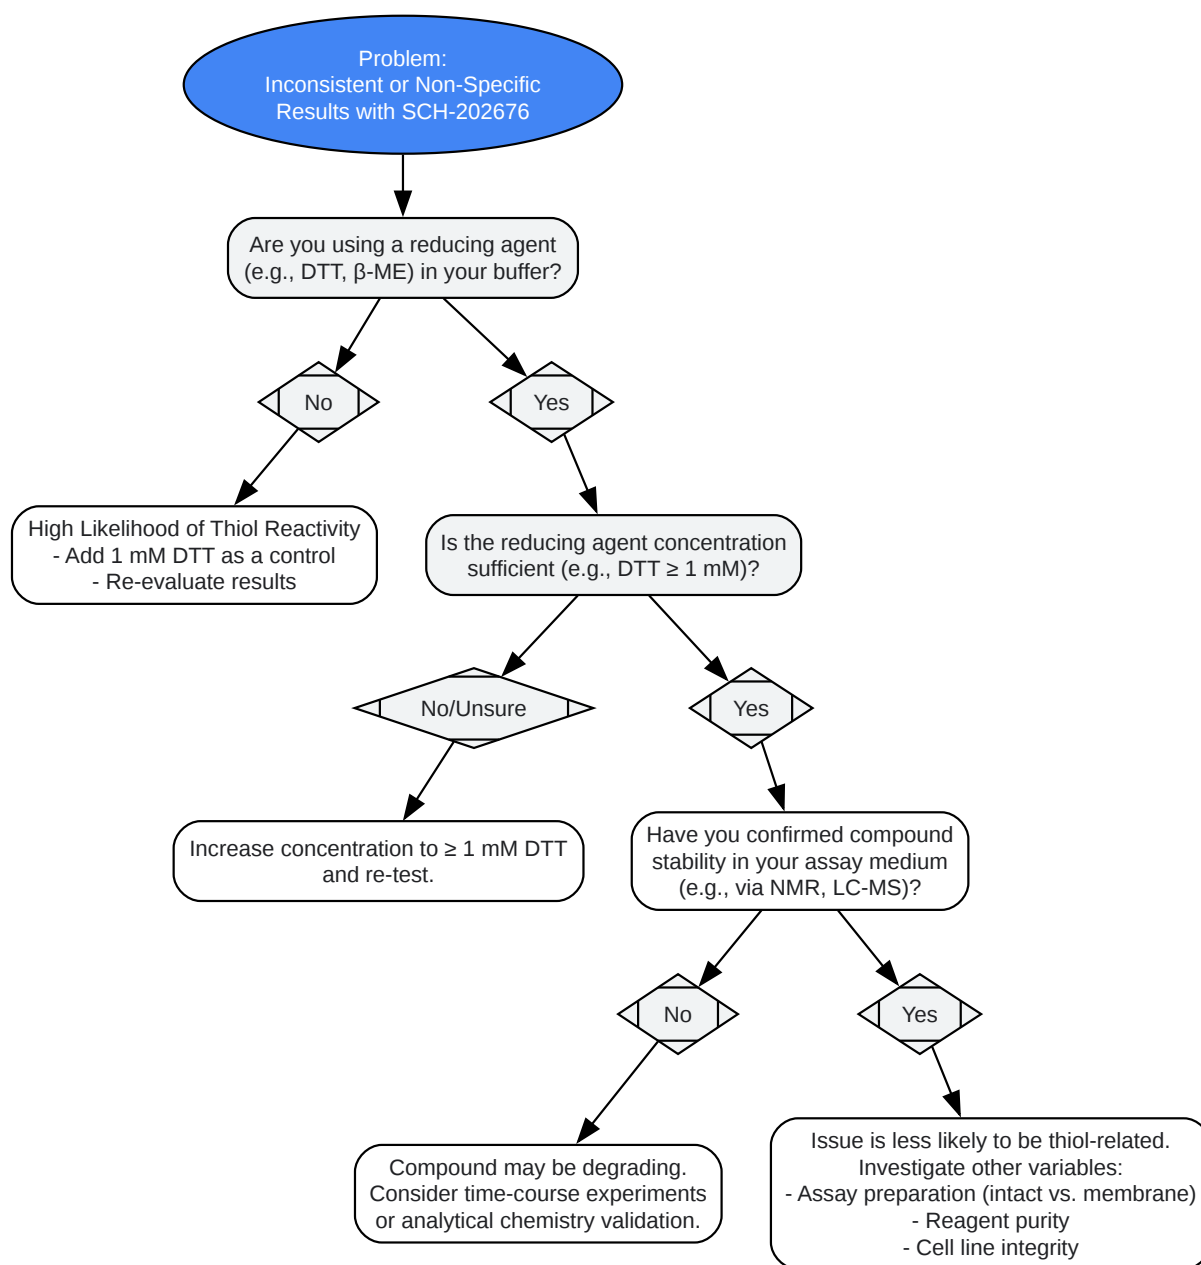 Problem:
Inconsistent or Non-Specific
Results with SCH-202676
Are you using a reducing agent
(e.g., DTT, β-ME) in your buffer?
No
Yes
High Likelihood of Thiol Reactivity
- Add 1 mM DTT as a control
- Re-evaluate results
Is the reducing agent concentration
sufficient (e.g., DTT ≥ 1 mM)?
No/Unsure
Yes
Increase concentration to ≥ 1 mM DTT
and re-test.
Have you confirmed compound
stability in your assay medium
(e.g., via NMR, LC-MS)?
No
Yes
Compound may be degrading.
Consider time-course experiments
or analytical chemistry validation.
Issue is less likely to be thiol-related.
Investigate other variables:
- Assay preparation (intact vs. membrane)
- Reagent purity
- Cell line integrity